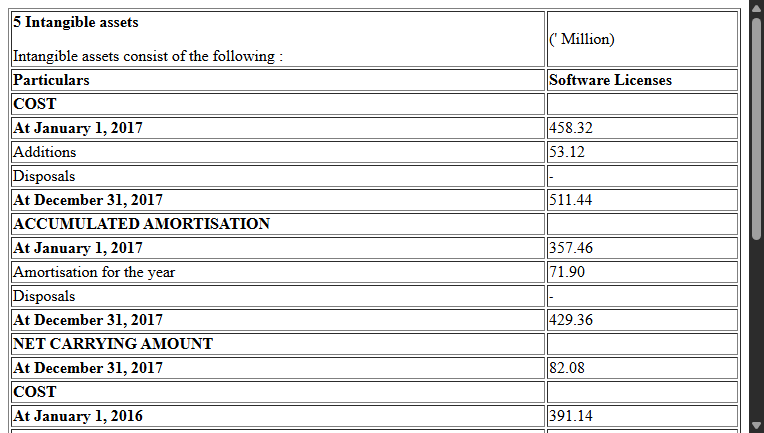 5 Intangible assets
Intangible assets consist of the following :
(' Million)
Particulars Software Licenses
COST
At January 1, 2017 458.32
Additions 53.12
Disposals -
At December 31, 2017 511.44
ACCUMULATED AMORTISATION
At January 1, 2017 357.46
Amortisation for the year 71.90
Disposals -
At December 31, 2017 429.36
NET CARRYING AMOUNT
At December 31, 2017 82.08
COST
At January 1, 2016 391.14